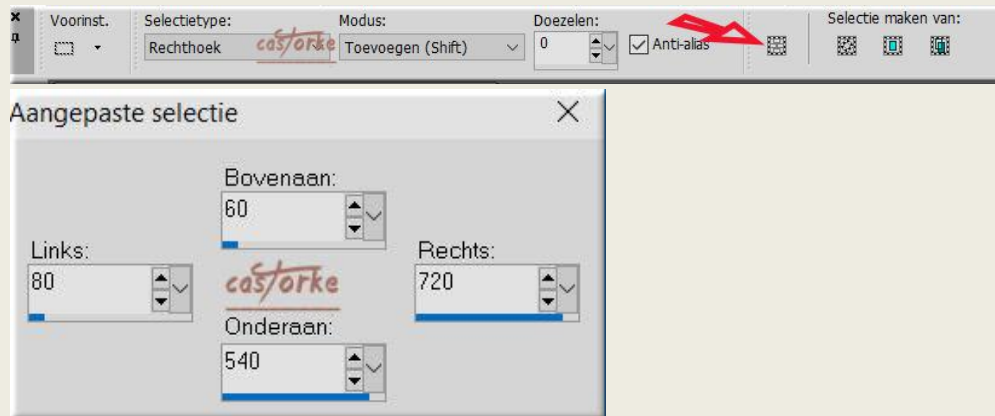 Voorinst. Selectietype: Modus: Doezelen: Selectie maken van:
Rechthoek castorke Toevoegen (Shift) 0 Anti-alias
Aangepaste selectie
Bovenaan:
60
Links: Rechts:
80 castorke 720
Onderaan:
540